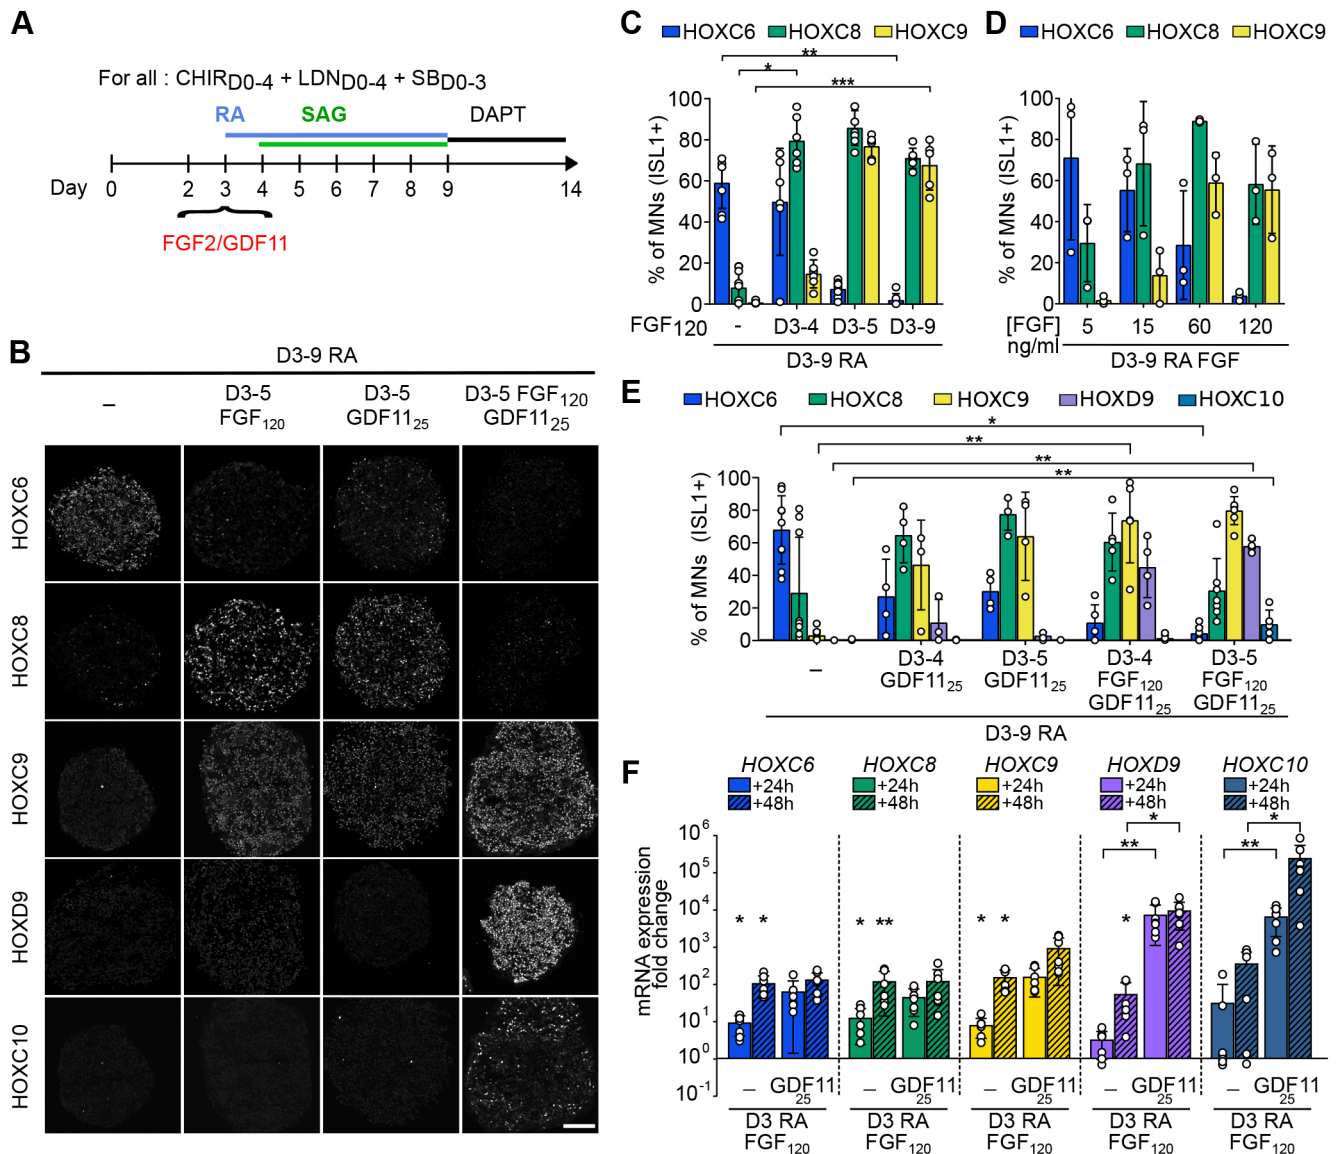 A
For all : CHIRD0-4 + LDND0-4 + SBD0-3
RA SAG DAPT
Day 0 2 3 4 5 6 7 8 9 14
FGF2/GDF11
B
D3-9 RA
– D3-5 FGF120 D3-5 GDF1125 D3-5 FGF120 GDF1125
HOXC6
HOXC8
HOXC9
HOXD9
HOXC10
C
HOXC6 HOXC8 HOXC9
**
*
***
% of MNs (ISL1+)
100
80
60
40
20
0
FGF120 - D3-4 D3-5 D3-9
D3-9 RA
D
HOXC6 HOXC8 HOXC9
% of MNs (ISL1+)
100
80
60
40
20
0
[FGF] ng/ml 5 15 60 120
D3-9 RA FGF
E
HOXC6 HOXC8 HOXC9 HOXD9 HOXC10
*
**
**
**
% of MNs (ISL1+)
100
80
60
40
20
0
– D3-4 GDF1125 D3-5 GDF1125 D3-4 FGF120 GDF1125 D3-5 FGF120 GDF1125
D3-9 RA
F
HOXC6 HOXC8 HOXC9 HOXD9 HOXC10
+24h +24h +24h +24h +24h
+48h +48h +48h +48h +48h
* *
** **
* * * ** * * *
mRNA expression
fold change
10^6
10^5
10^4
10^3
10^2
10^1
10^0
10^-1
– GDF11 25 – GDF11 25 – GDF11 25 – GDF11 25 – GDF11 25
D3 RA D3 RA D3 RA D3 RA D3 RA
FGF120 FGF120 FGF120 FGF120 FGF120